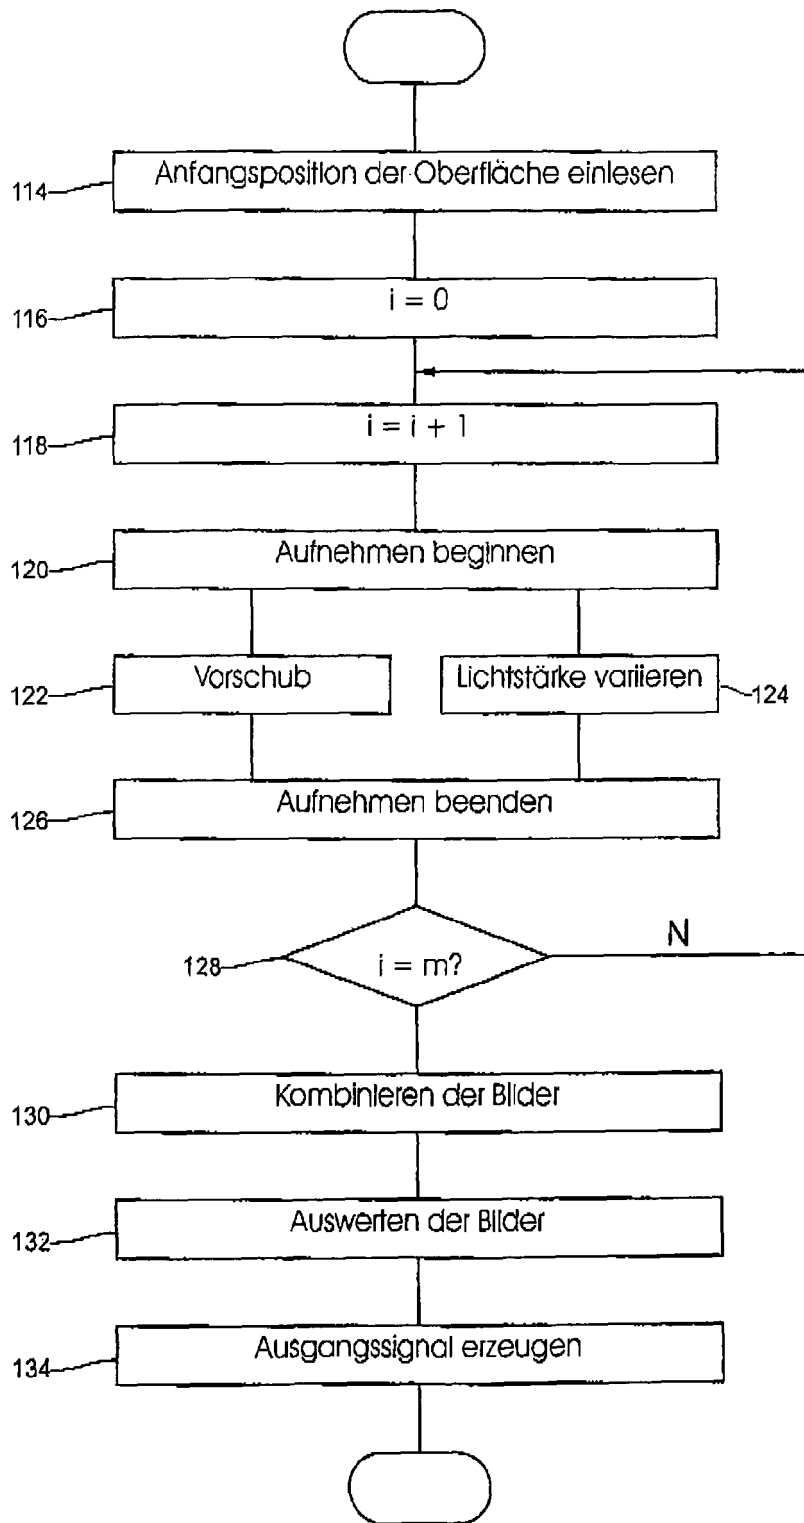 Anfangsposition der Oberfläche einlesen
114
i = 0
116
i = i + 1
118
Aufnehmen beginnen
120
Vorschub
122
Lichtstärke variieren
124
Aufnehmen beenden
126
N
i = m?
128
Kombinieren der Bilder
130
Auswerten der Bilder
132
Ausgangssignal erzeugen
134